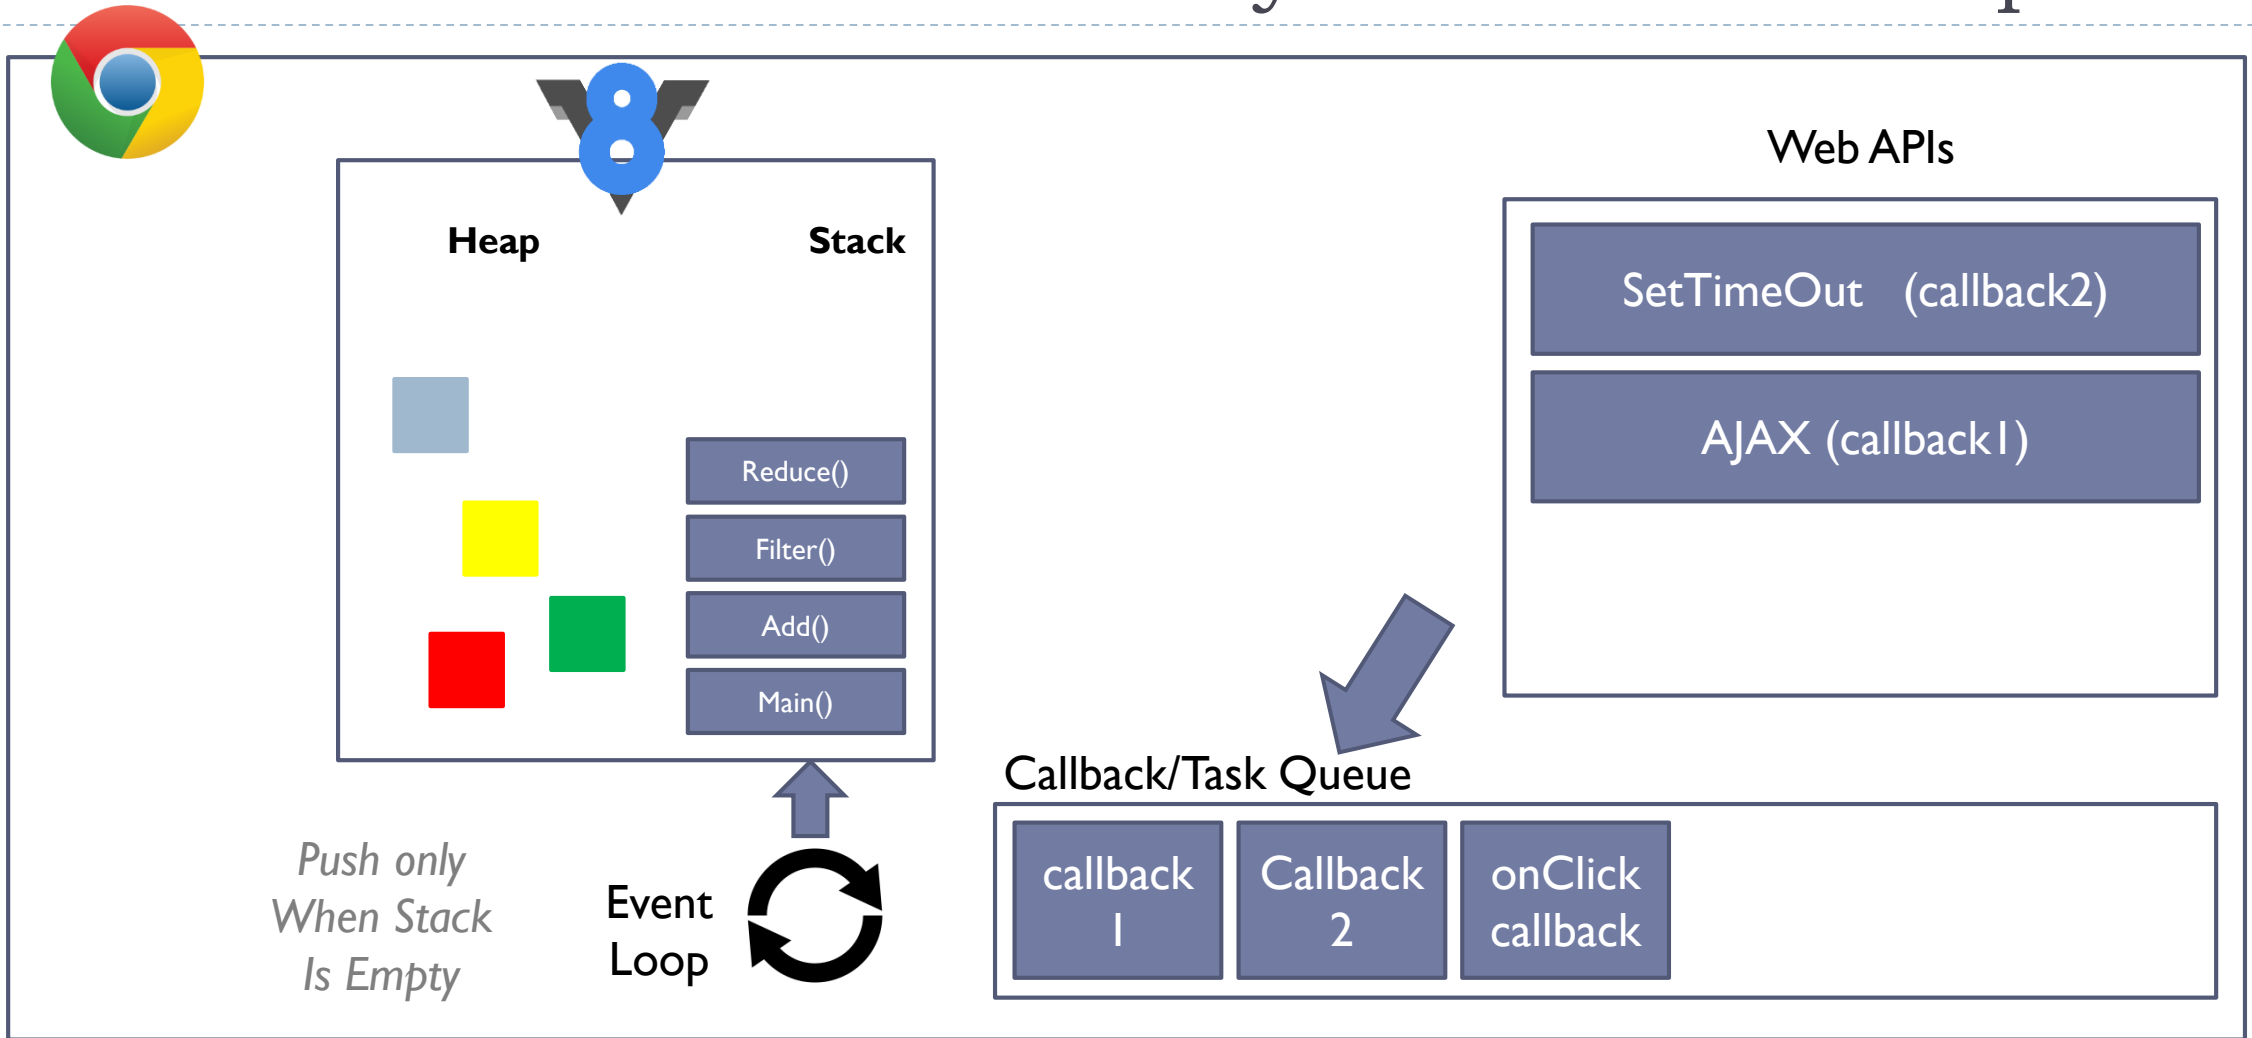 Heap
Stack
Reduce()
Filter()
Add()
Main()
Web APIs
SetTimeOut (callback2)
AJAX (callback1)
Callback/Task Queue
callback
1
Callback
2
onClick
callback
Event
Loop
Push only
When Stack
Is Empty